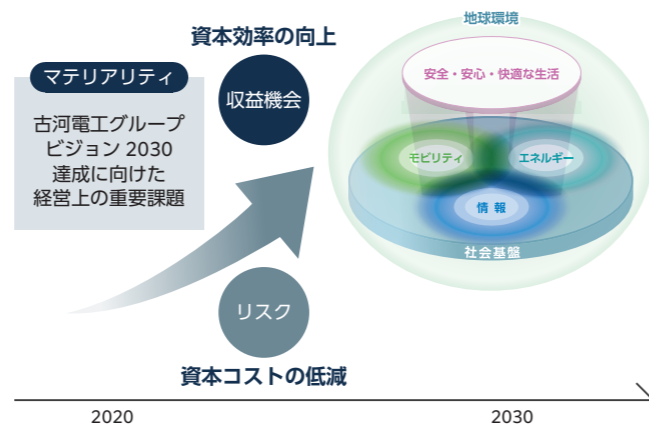 地球環境
資本効率の向上
マテリアリティ
収益機会
安全・安心・快適な生活
古河電工グループ
ビジョン 2030
達成に向けた
経営上の重要課題
モビリティ
エネルギー
情 報
社会基盤
リスク
資本コストの低減
2020
2030